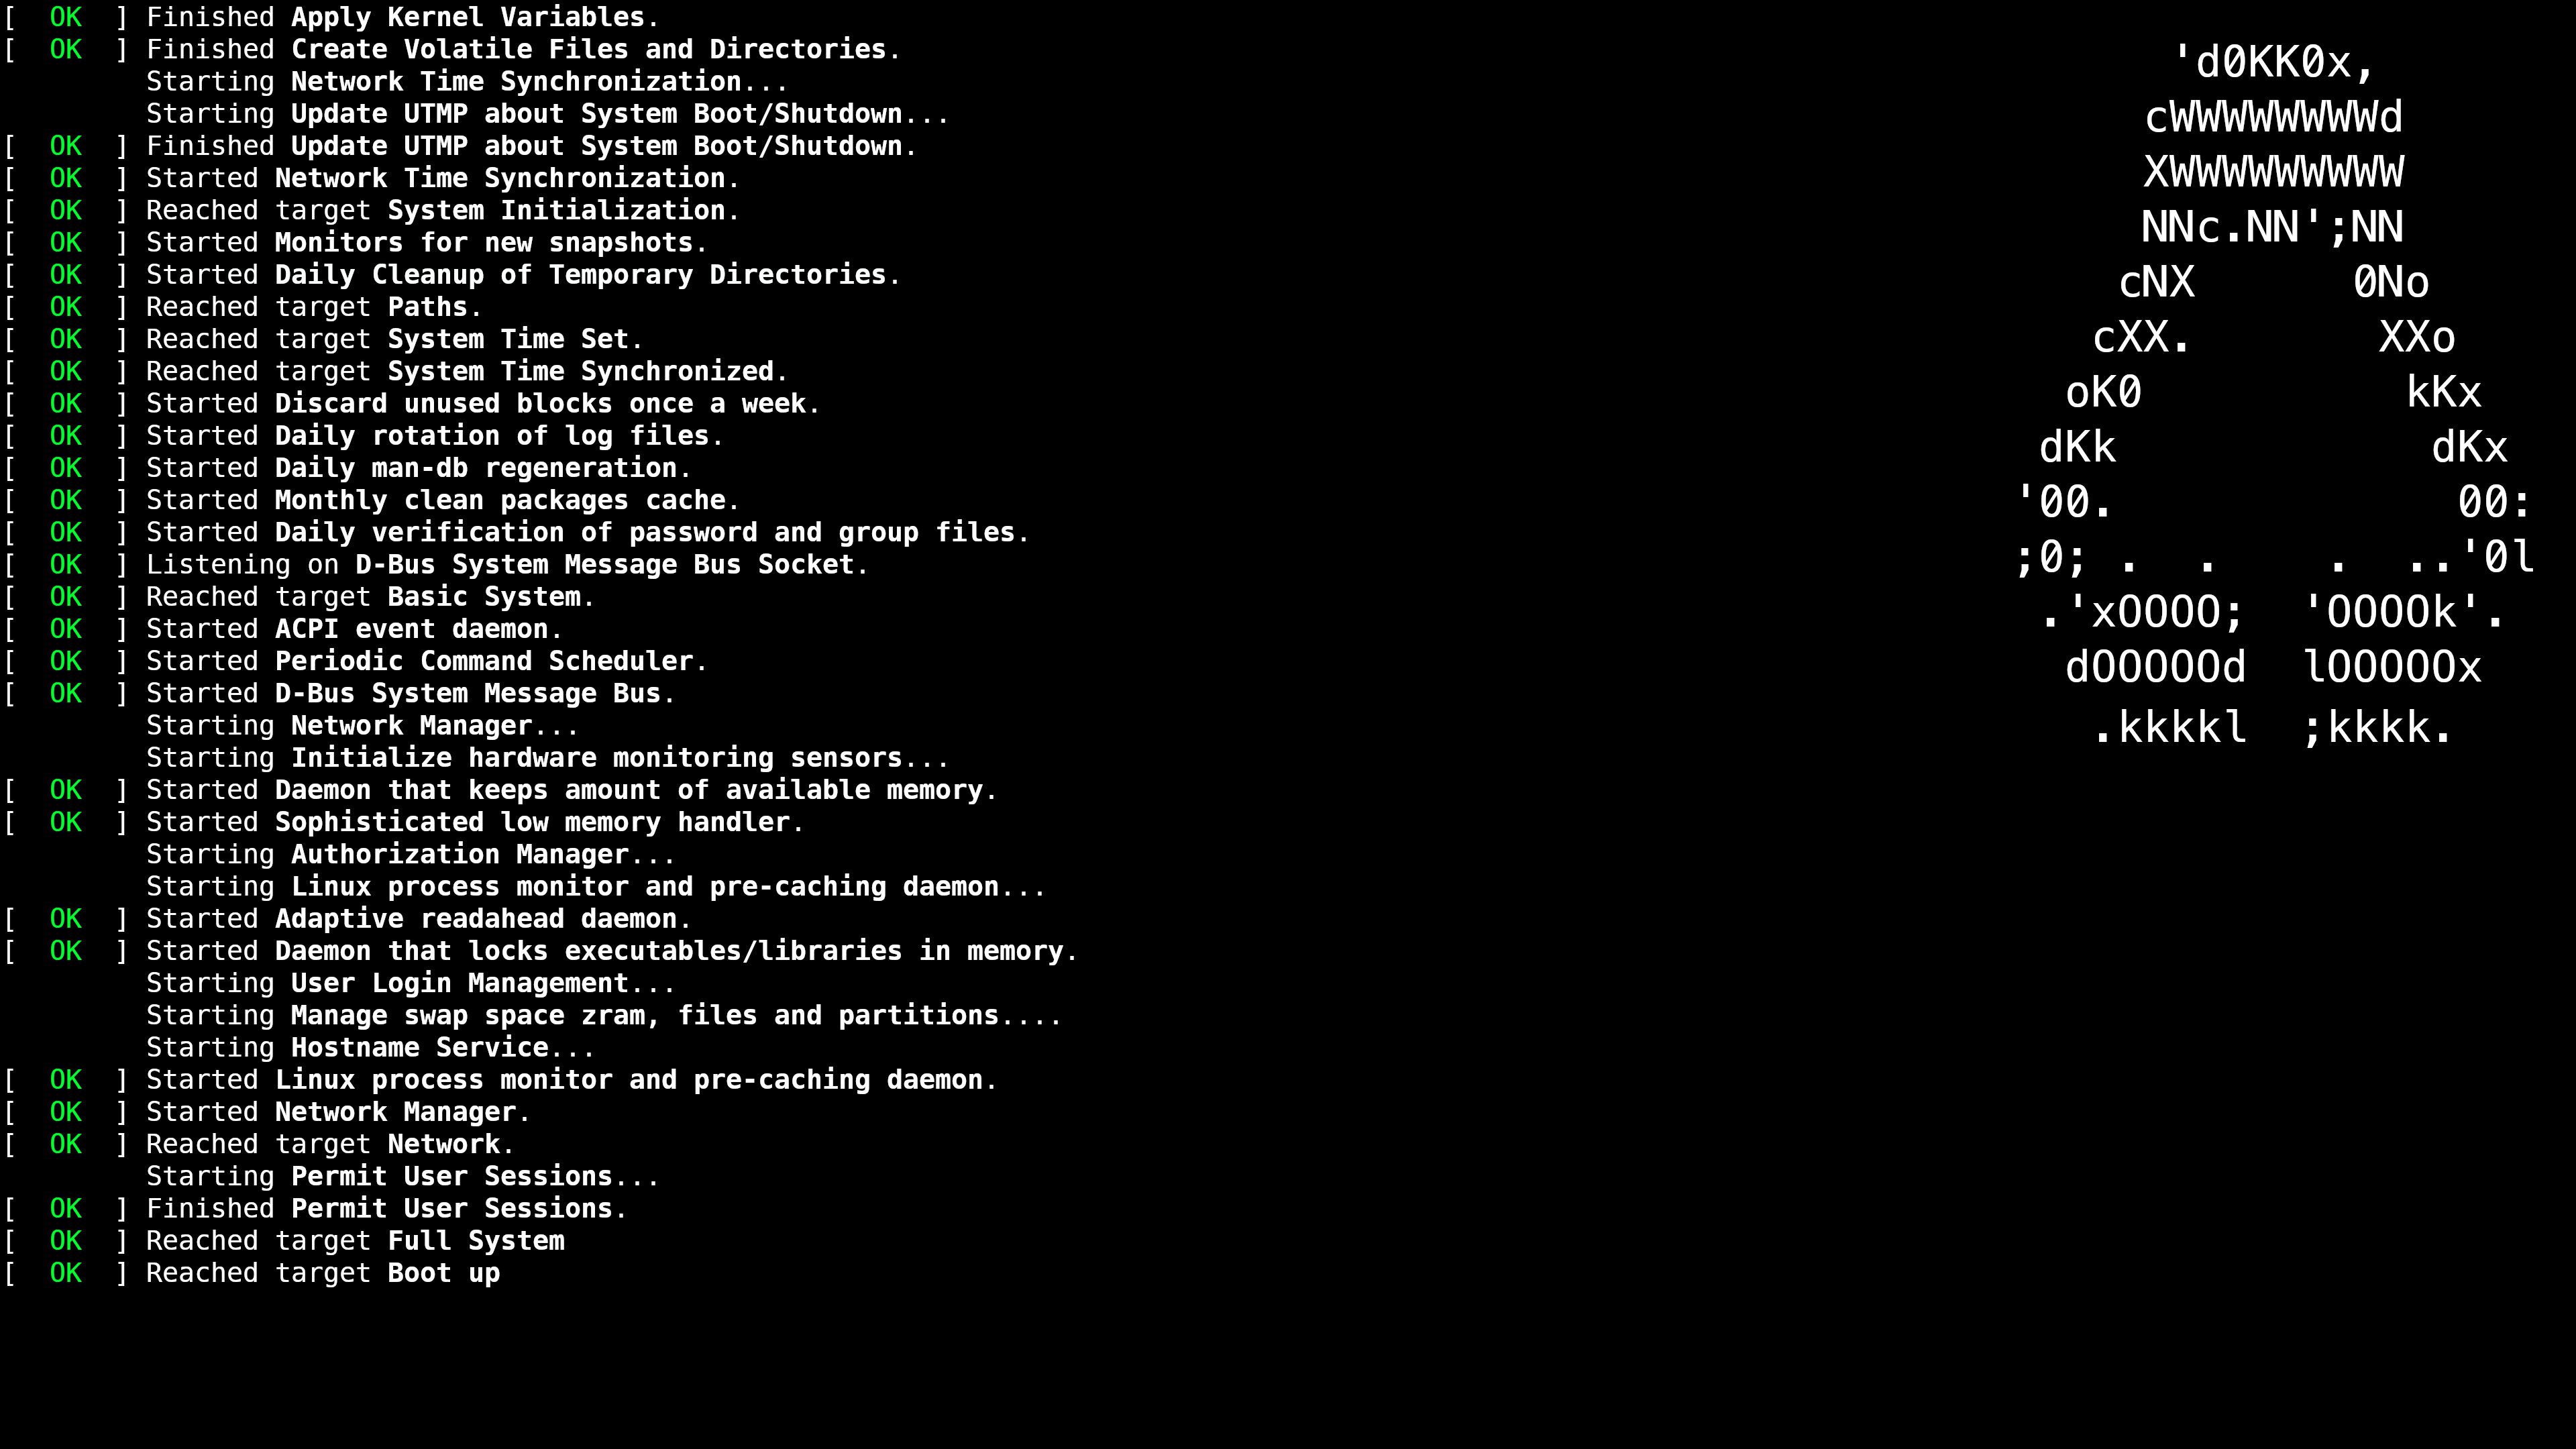 [  OK  ] Finished Apply Kernel Variables.
[  OK  ] Finished Create Volatile Files and Directories.
         Starting Network Time Synchronization...
         Starting Update UTMP about System Boot/Shutdown...
[  OK  ] Finished Update UTMP about System Boot/Shutdown.
[  OK  ] Started Network Time Synchronization.
[  OK  ] Reached target System Initialization.
[  OK  ] Started Monitors for new snapshots.
[  OK  ] Started Daily Cleanup of Temporary Directories.
[  OK  ] Reached target Paths.
[  OK  ] Reached target System Time Set.
[  OK  ] Reached target System Time Synchronized.
[  OK  ] Started Discard unused blocks once a week.
[  OK  ] Started Daily rotation of log files.
[  OK  ] Started Daily man-db regeneration.
[  OK  ] Started Monthly clean packages cache.
[  OK  ] Started Daily verification of password and group files.
[  OK  ] Listening on D-Bus System Message Bus Socket.
[  OK  ] Reached target Basic System.
[  OK  ] Started ACPI event daemon.
[  OK  ] Started Periodic Command Scheduler.
[  OK  ] Started D-Bus System Message Bus.
         Starting Network Manager...
         Starting Initialize hardware monitoring sensors...
[  OK  ] Started Daemon that keeps amount of available memory.
[  OK  ] Started Sophisticated low memory handler.
         Starting Authorization Manager...
         Starting Linux process monitor and pre-caching daemon...
[  OK  ] Started Adaptive readahead daemon.
[  OK  ] Started Daemon that locks executables/libraries in memory.
         Starting User Login Management...
         Starting Manage swap space zram, files and partitions....
         Starting Hostname Service...
[  OK  ] Started Linux process monitor and pre-caching daemon.
[  OK  ] Started Network Manager.
[  OK  ] Reached target Network.
         Starting Permit User Sessions...
[  OK  ] Finished Permit User Sessions.
[  OK  ] Reached target Full System
[  OK  ] Reached target Boot up
      'd0KK0x,
     cWWWWWWWWd
     XWWWWWWWWW
     NNc.NN';NN
    cNX      0No
   cXX.       XXo
  oK0          kKx
 dKk            dKx
'00.             00:
;0; .  .    .  ..'0l
 .'xOOOO;  'OOOOk'.
  dOOOOOd  lOOOOOx
   .kkkkl  ;kkkk.